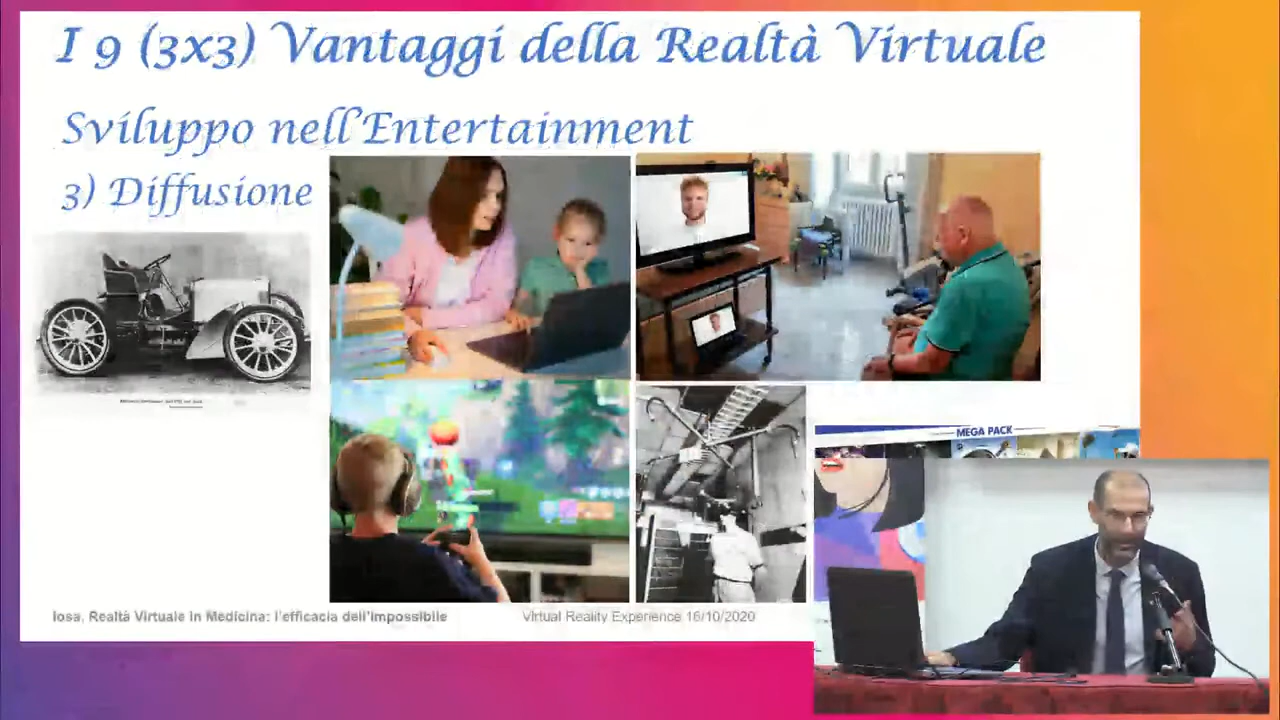 I 9 (3x3) Vantaggi della Realtà Virtuale
Sviluppo nell'Entertainment
3) Diffusione
MEGA PACK
Iosa, Realtà Virtuale in Medicina: l'efficacia dell'impossibile
Virtual Reality Experience 16/10/2020